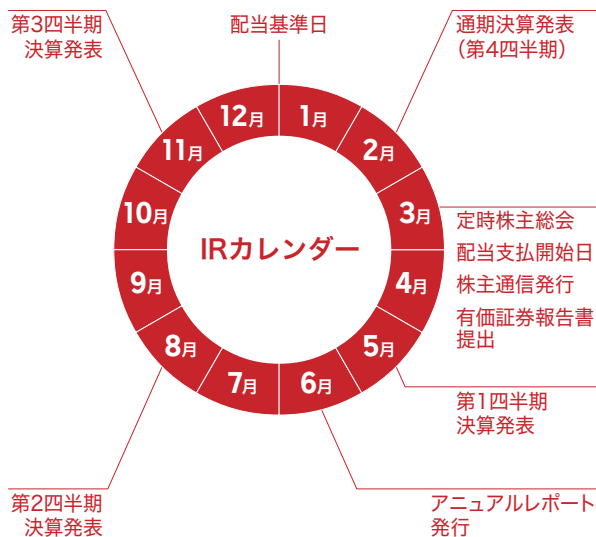 第3四半期
決算発表
配当基準日
通期決算発表
（第4四半期）
12月
1月
11月
2月
10月
3月
IRカレンダー
9月
4月
8月
5月
7月
6月
定時株主総会
配当支払開始日
株主通信発行
有価証券報告書
提出
第1四半期
決算発表
第2四半期
決算発表
アニュアルレポート
発行